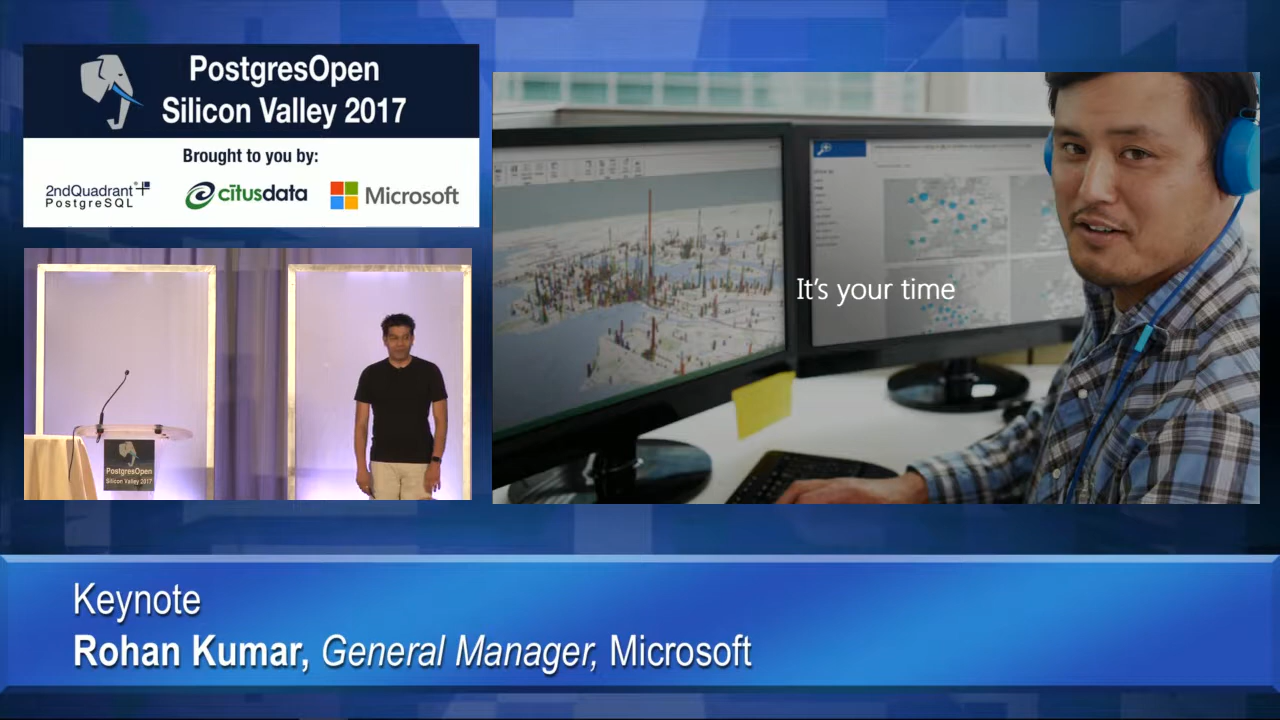 PostgresOpen
Silicon Valley 2017
Brought to you by:
2ndQuadrant
PostgreSQL
citusdata
Microsoft
It's your time
PostgresOpen
Silicon Valley 2017
Keynote
Rohan Kumar, General Manager, Microsoft